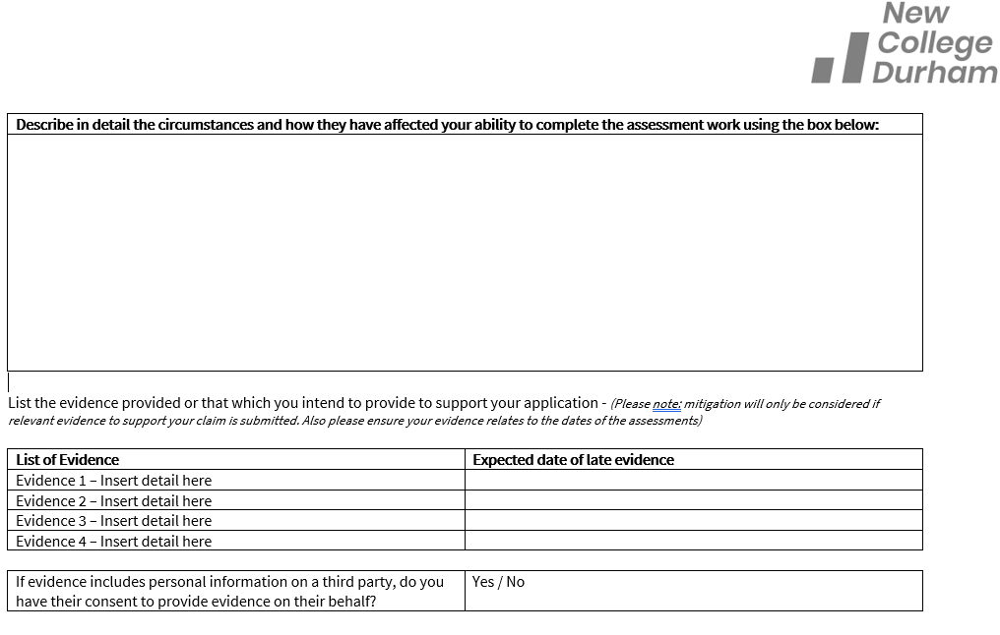 New
College
Durham
Describe in detail the circumstances and how they have affected your ability to complete the assessment work using the box below:
List the evidence provided or that which you intend to provide to support your application - (Please note: mitigation will only be considered if
relevant evidence to support your claim is submitted. Also please ensure your evidence relates to the dates of the assessments)
List of Evidence Expected date of late evidence
Evidence 1 – Insert detail here
Evidence 2 – Insert detail here
Evidence 3 – Insert detail here
Evidence 4 – Insert detail here
If evidence includes personal information on a third party, do you Yes / No
have their consent to provide evidence on their behalf?